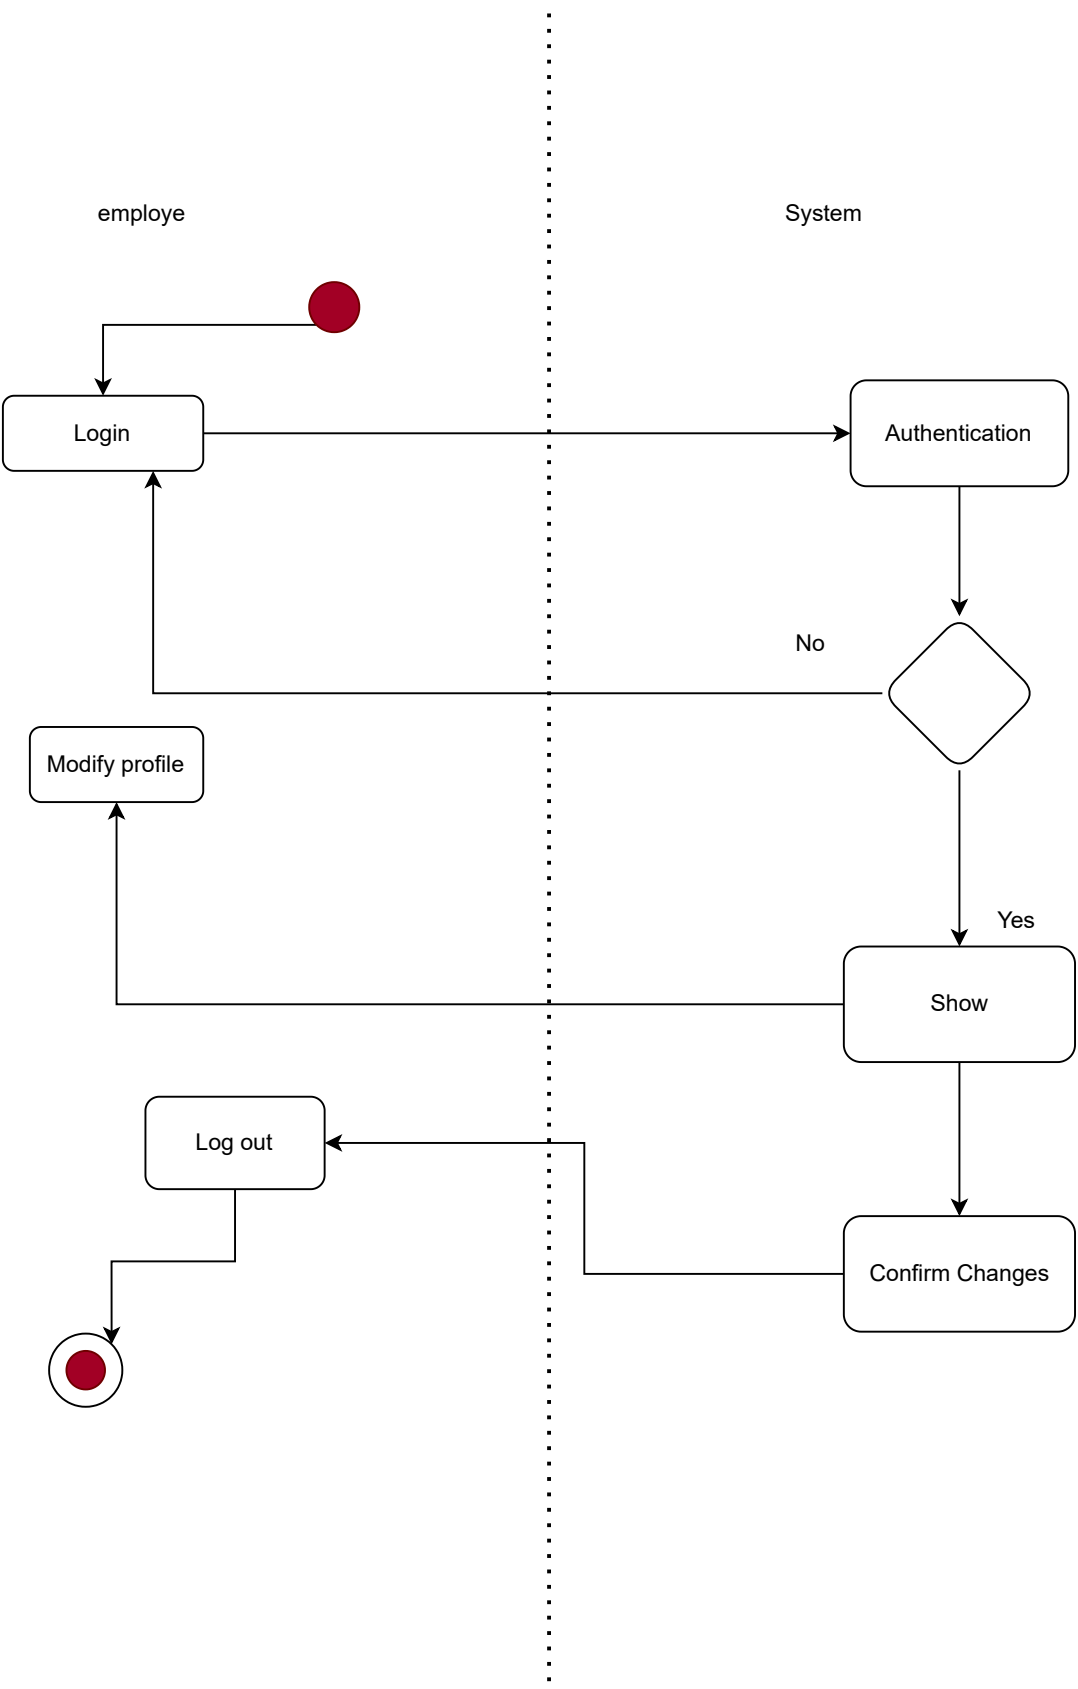 employe
System
Login
Authentication
No
Modify profile
Yes
Show
Log out
Confirm Changes